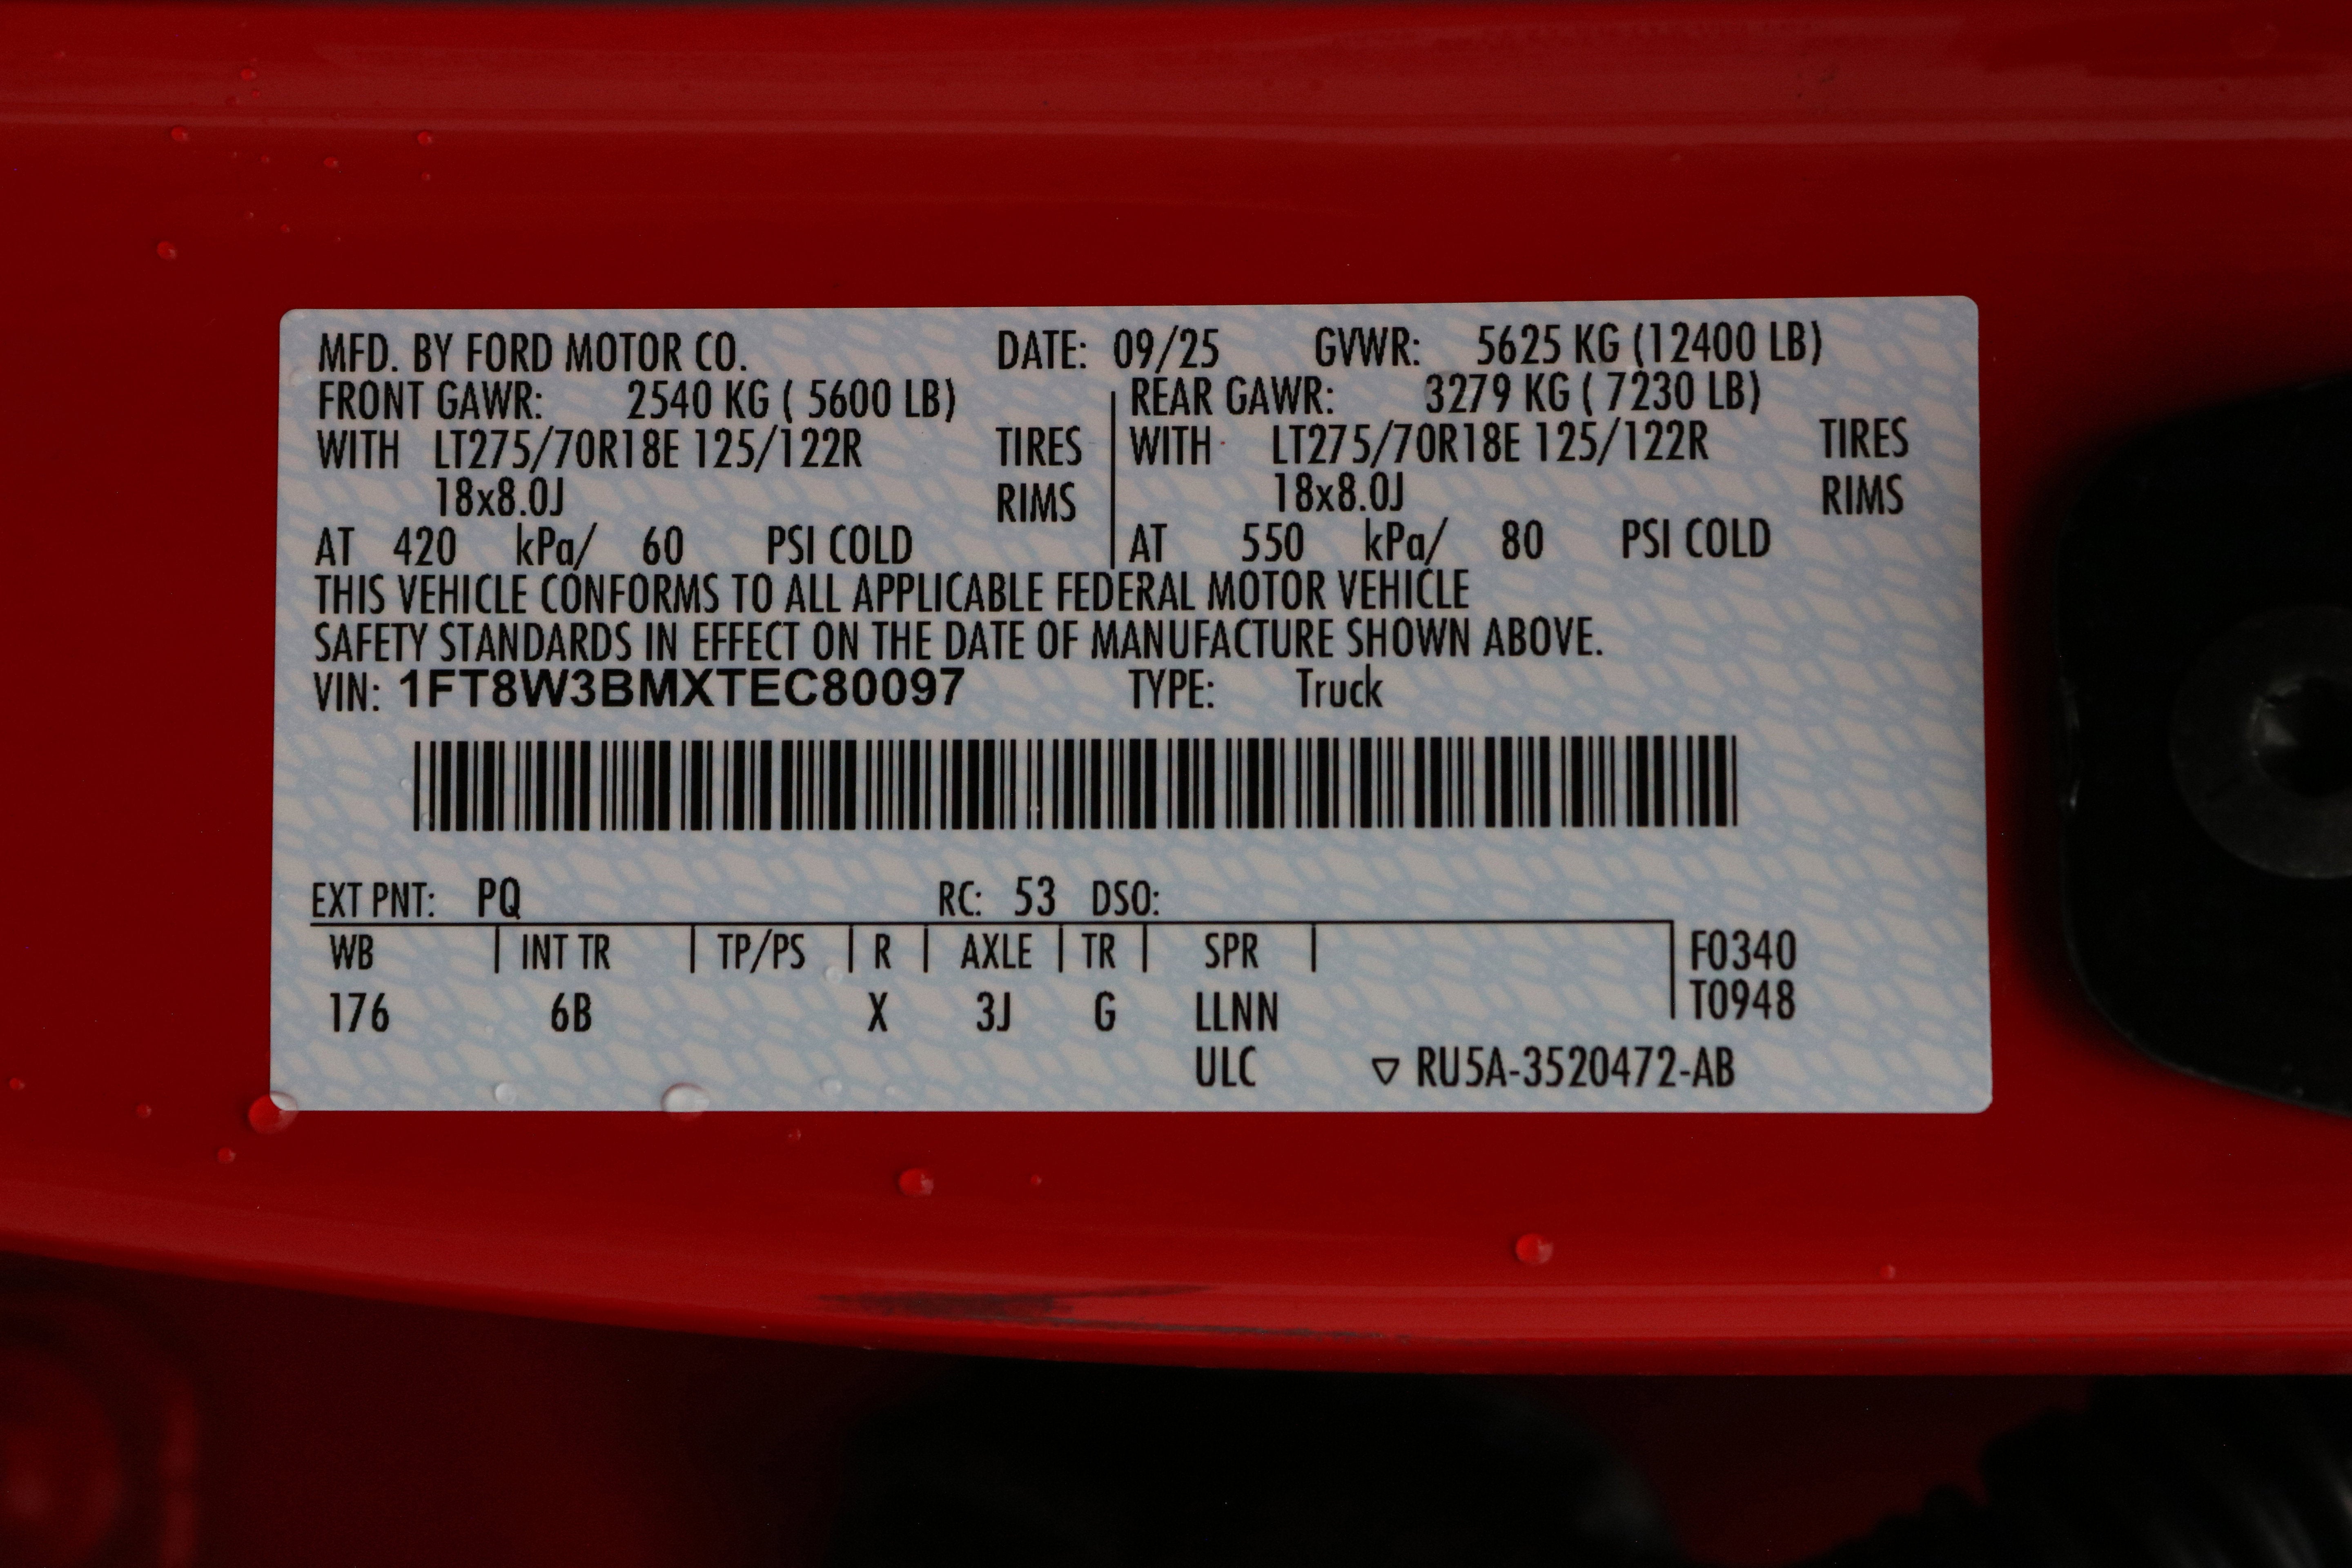 MFD. BY FORD MOTOR CO. DATE: 09/25 GVWR: 5625 KG (12400 LB)
FRONT GAWR: 2540 KG ( 5600 LB) REAR GAWR: 3279 KG ( 7230 LB)
WITH LT275/70R18E 125/122R TIRES WITH LT275/70R18E 125/122R TIRES
18x8.0J RIMS 18x8.0J RIMS
AT 420 kPa/ 60 PSI COLD AT 550 kPa/ 80 PSI COLD
THIS VEHICLE CONFORMS TO ALL APPLICABLE FEDERAL MOTOR VEHICLE
SAFETY STANDARDS IN EFFECT ON THE DATE OF MANUFACTURE SHOWN ABOVE.
VIN: 1FT8W3BMXTEC80097 TYPE: Truck
EXT PNT: PQ RC: 53 DSO:
WB INT TR TP/PS R AXLE TR SPR F0340
T0948
176 6B X 3J G LLNN
ULC ▽ RU5A-3520472-AB